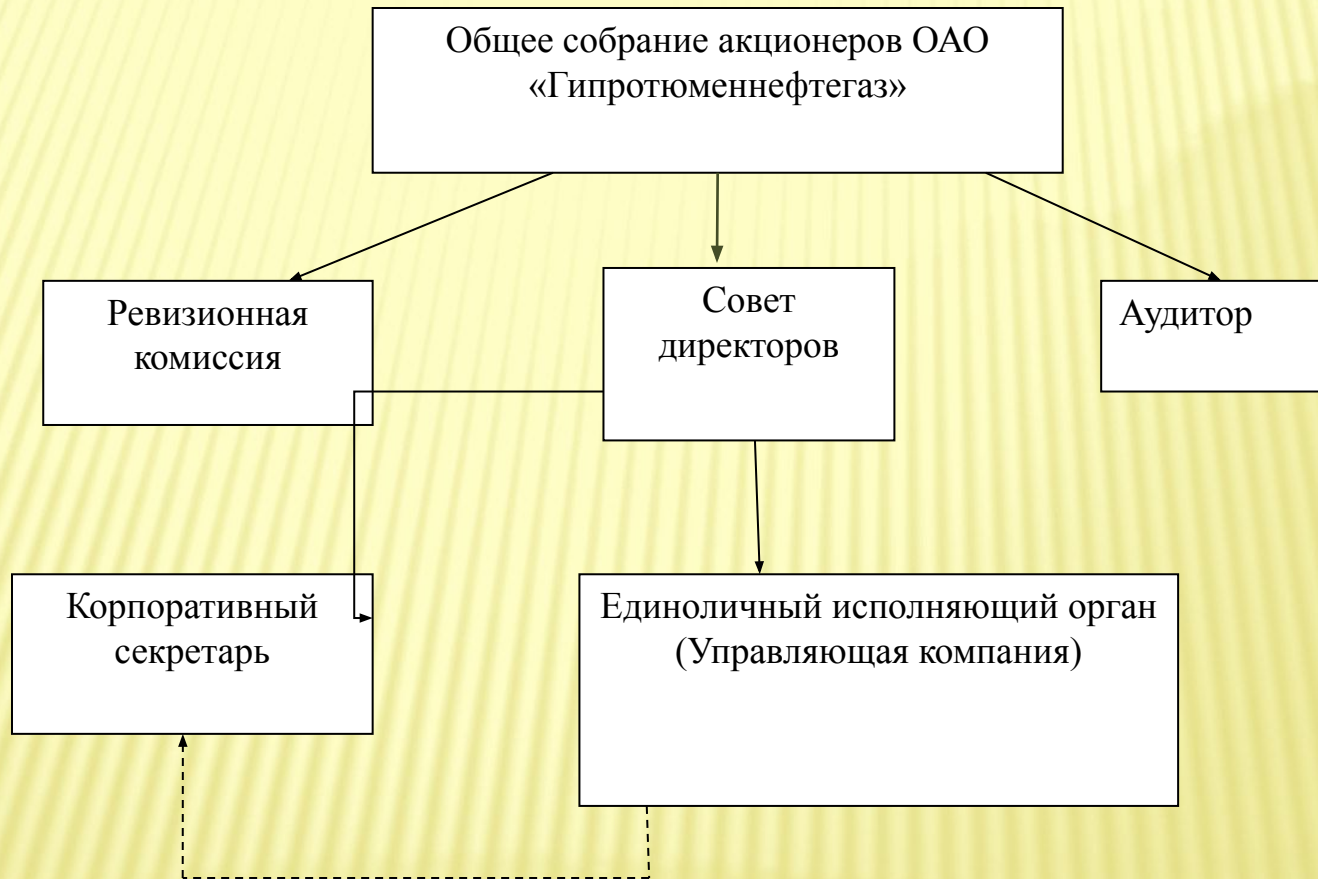 Общее собрание акционеров ОАО
«Гипротюменнефтегаз»
Ревизионная
комиссия
Совет
директоров
Аудитор
Корпоративный
секретарь
Единоличный исполняющий орган
(Управляющая компания)